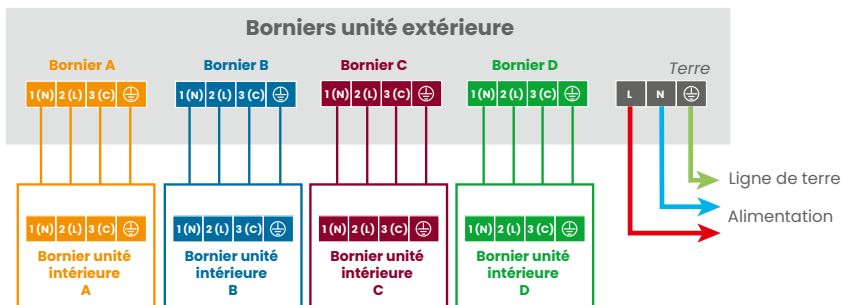 Borniers unité extérieure
Bornier A Bornier B Bornier C Bornier D Terre
1 (N) 2 (L) 3 (C) 1 (N) 2 (L) 3 (C) 1 (N) 2 (L) 3 (C) 1 (N) 2 (L) 3 (C) L N
Ligne de terre
Alimentation
1 (N) 2 (L) 3 (C) 1 (N) 2 (L) 3 (C) 1 (N) 2 (L) 3 (C) 1 (N) 2 (L) 3 (C)
Bornier unité
intérieure
A
Bornier unité
intérieure
B
Bornier unité
intérieure
C
Bornier unité
intérieure
D